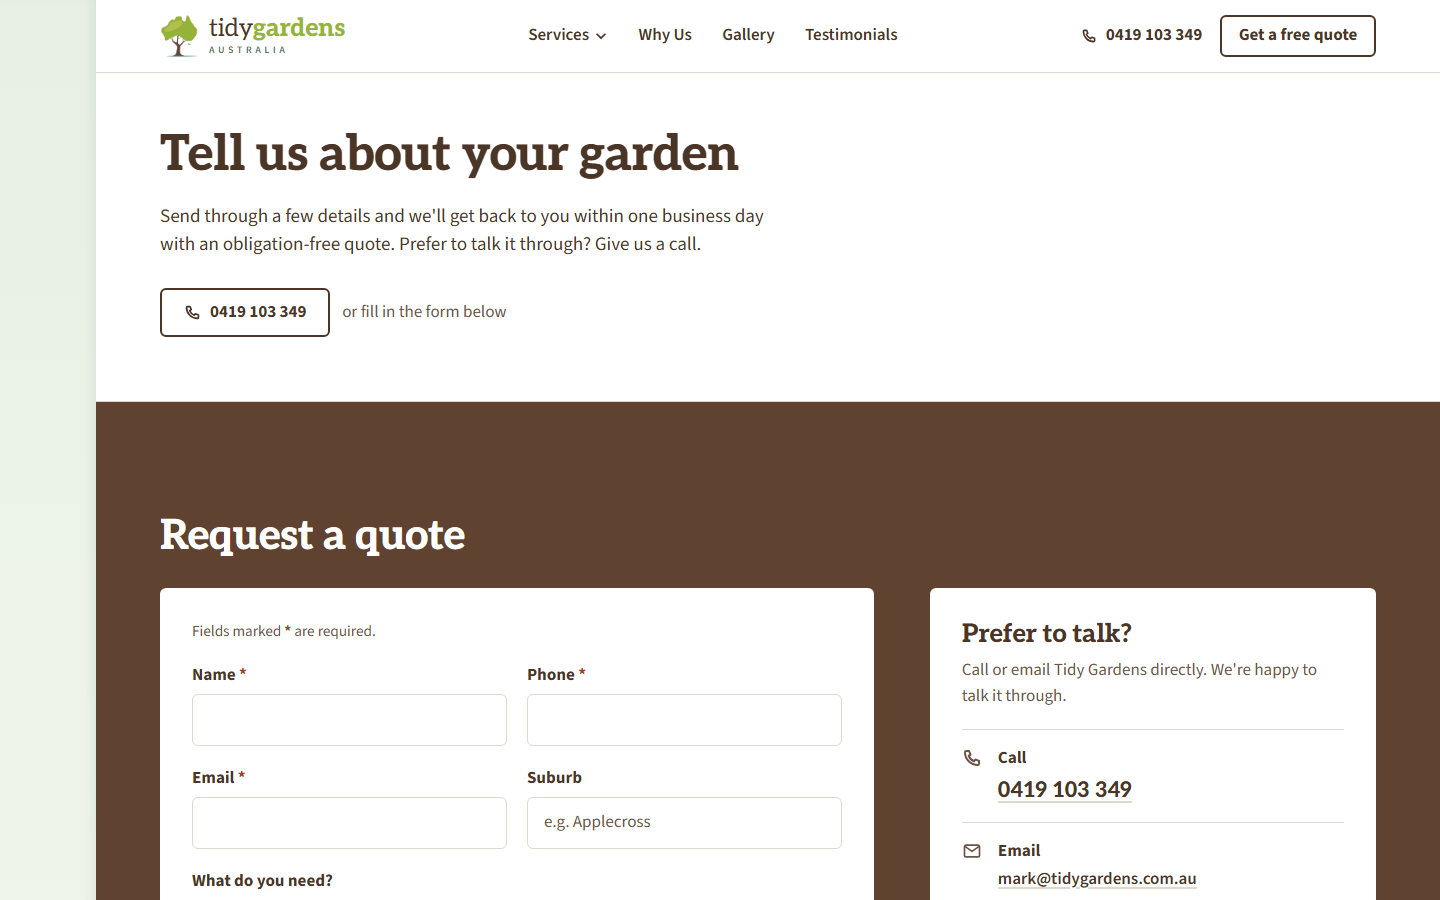 tidygardens
AUSTRALIA
Services
Why Us
Gallery
Testimonials
0419 103 349
Get a free quote
Tell us about your garden
Send through a few details and we'll get back to you within one business day
with an obligation-free quote. Prefer to talk it through? Give us a call.
0419 103 349
or fill in the form below
Request a quote
Fields marked * are required.
Name *
Phone *
Email *
Suburb
e.g. Applecross
What do you need?
Prefer to talk?
Call or email Tidy Gardens directly. We're happy to
talk it through.
Call
0419 103 349
Email
mark@tidygardens.com.au